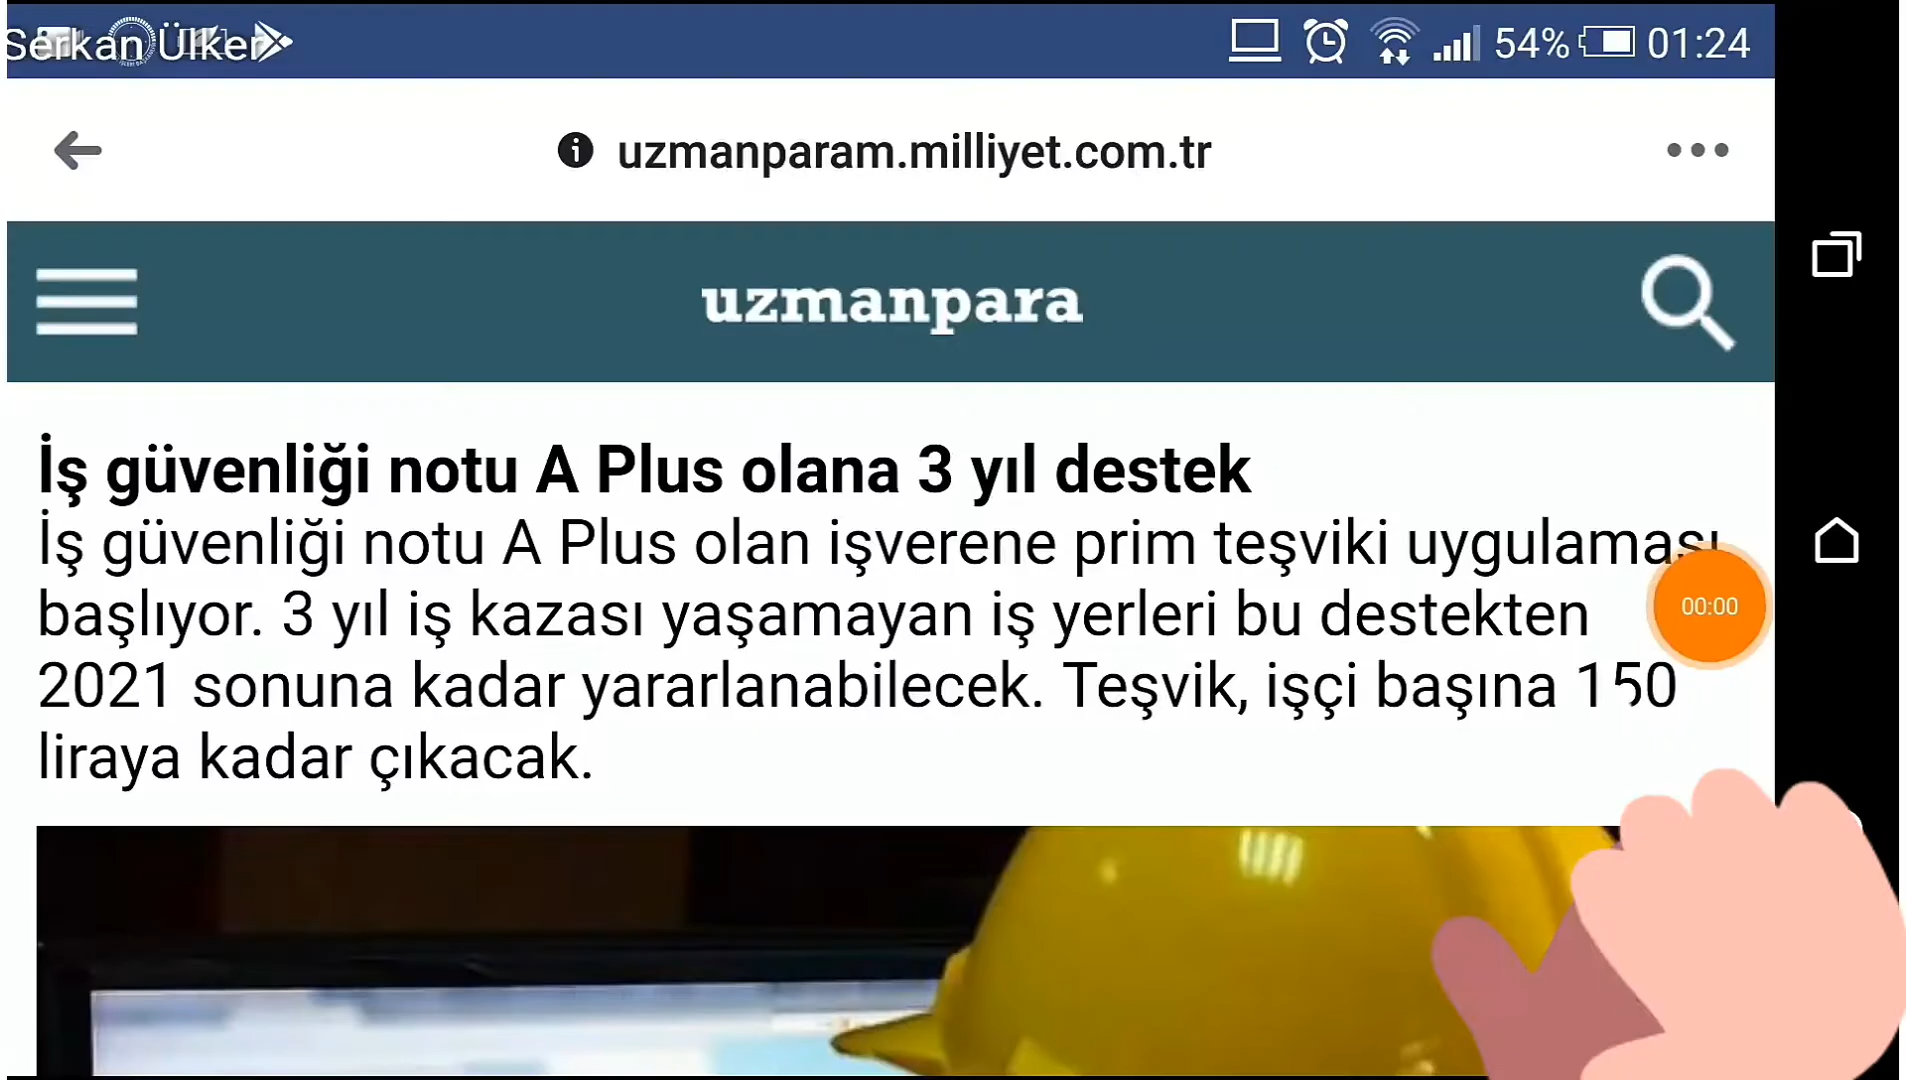 Serkan Ülker
54% 01:24
uzmanparam.milliyet.com.tr
uzmanpara
İş güvenliği notu A Plus olana 3 yıl destek
İş güvenliği notu A Plus olan işverene prim teşviki uygulaması
başlıyor. 3 yıl iş kazası yaşamayan iş yerleri bu destekten
00:00
2021 sonuna kadar yararlanabilecek. Teşvik, işçi başına 150
liraya kadar çıkacak.